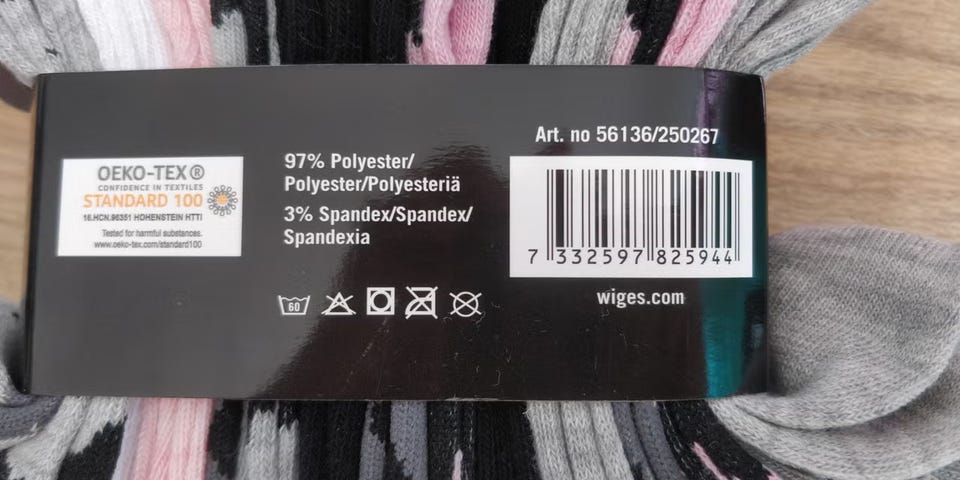 OEKO-TEX®
CONFIDENCE IN TEXTILES
STANDARD 100
16.HCN.96351 HOHENSTEIN HTTI
Tested for harmful substances.
www.oeko-tex.com/standard100
97% Polyester/
Polyester/Polyesteriä
3% Spandex/Spandex/
Spandexia
60
Art. no 56136/250267
7 332597 825944
wiges.com